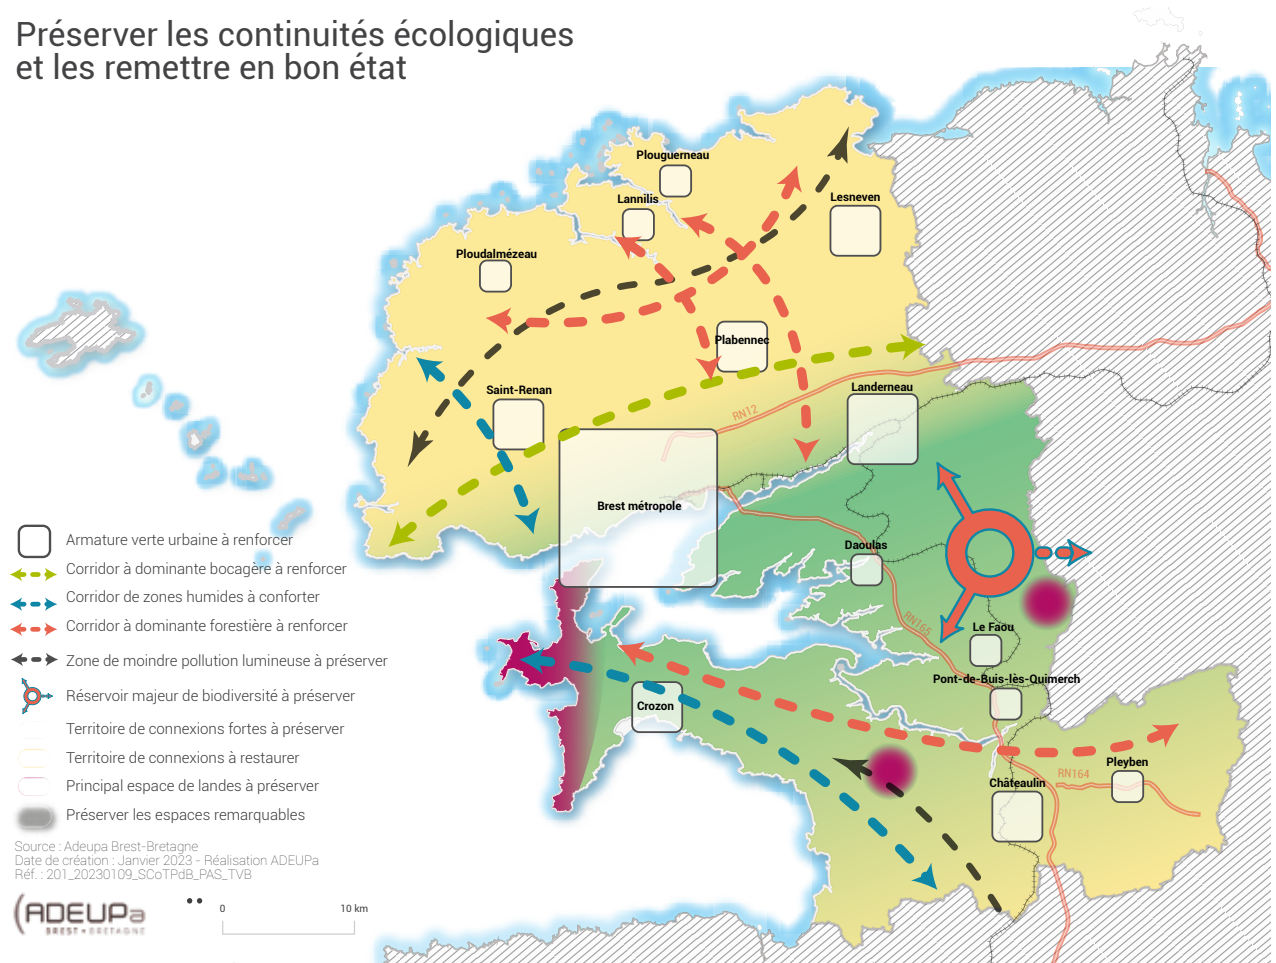 Préserver les continuités écologiques
et les remettre en bon état
Plouguerneau
Lannilis
Lesneven
Ploudalmézeau
Plabennec
Saint-Renan
Landerneau
RN12
Brest métropole
Armature verte urbaine à renforcer
Corridor à dominante bocagère à renforcer
Corridor de zones humides à conforter
Corridor à dominante forestière à renforcer
Zone de moindre pollution lumineuse à préserver
Réservoir majeur de biodiversité à préserver
Territoire de connexions fortes à préserver
Territoire de connexions à restaurer
Principal espace de landes à préserver
Préserver les espaces remarquables
Daoulas
RN165
Le Faou
Pont-de-Buis-lès-Quimerch
Crozon
Pleyben
RN164
Châteaulin
Source : Adeupa Brest-Bretagne
Date de création : Janvier 2023 - Réalisation ADEUPa
Réf. : 201_20230109_SCoTPdB_PAS_TVB
ADEUPa
BREST • BRETAGNE
0 10 km